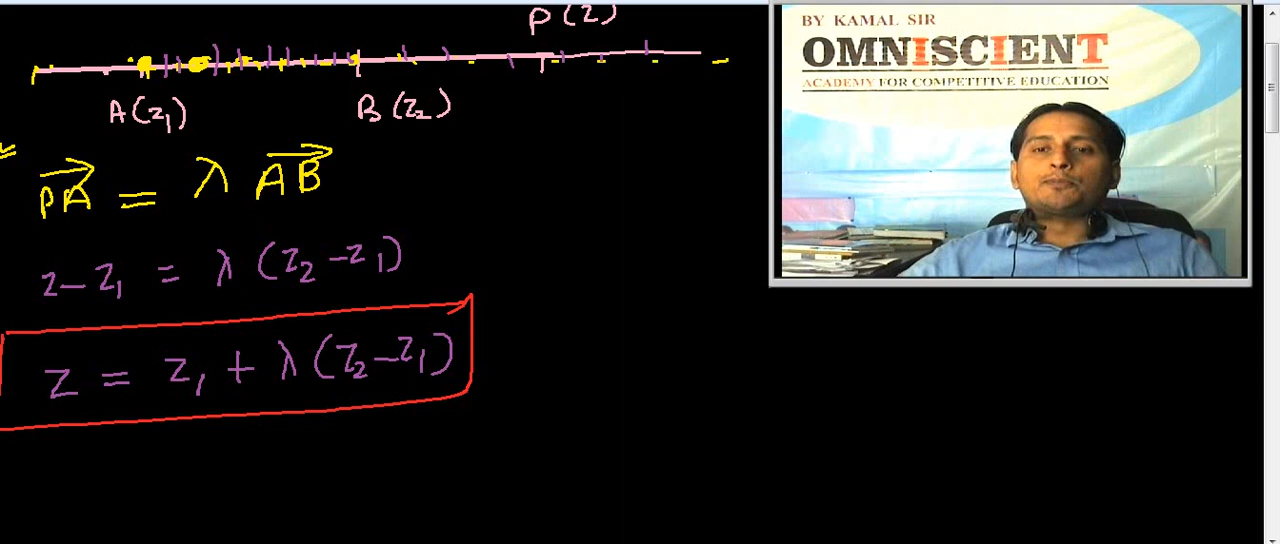 P(z)
A(z₁) B(z₂)
PA = λ AB
z - z₁ = λ (z₂ - z₁)
z = z₁ + λ (z₂ - z₁)
BY KAMAL SIR
OMNISCIENT
ACADEMY FOR COMPETITIVE EDUCATION